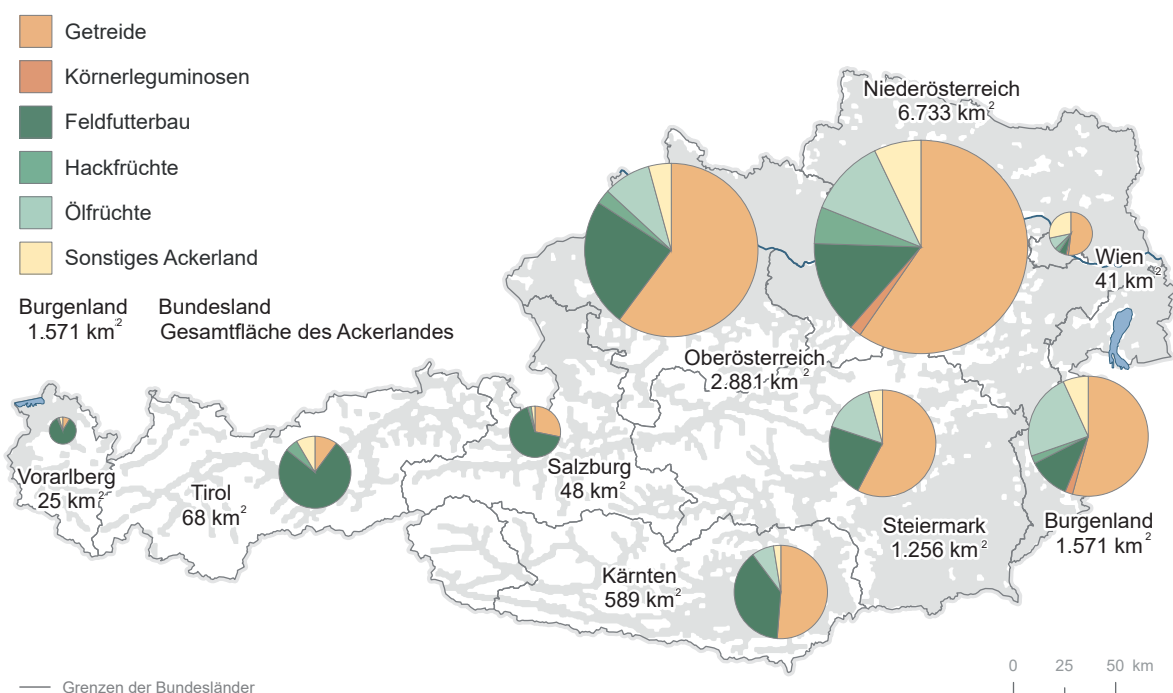 Getreide
Körnerleguminosen
Feldfutterbau
Hackfrüchte
Ölfrüchte
Sonstiges Ackerland
Burgenland Bundesland
1.571 km² Gesamtfläche des Ackerlandes
Niederösterreich
6.733 km²
Wien
41 km²
Oberösterreich
2.881 km²
Vorarlberg
25 km²
Tirol
68 km²
Salzburg
48 km²
Steiermark
1.256 km²
Burgenland
1.571 km²
Kärnten
589 km²
0 25 50 km
Grenzen der Bundesländer